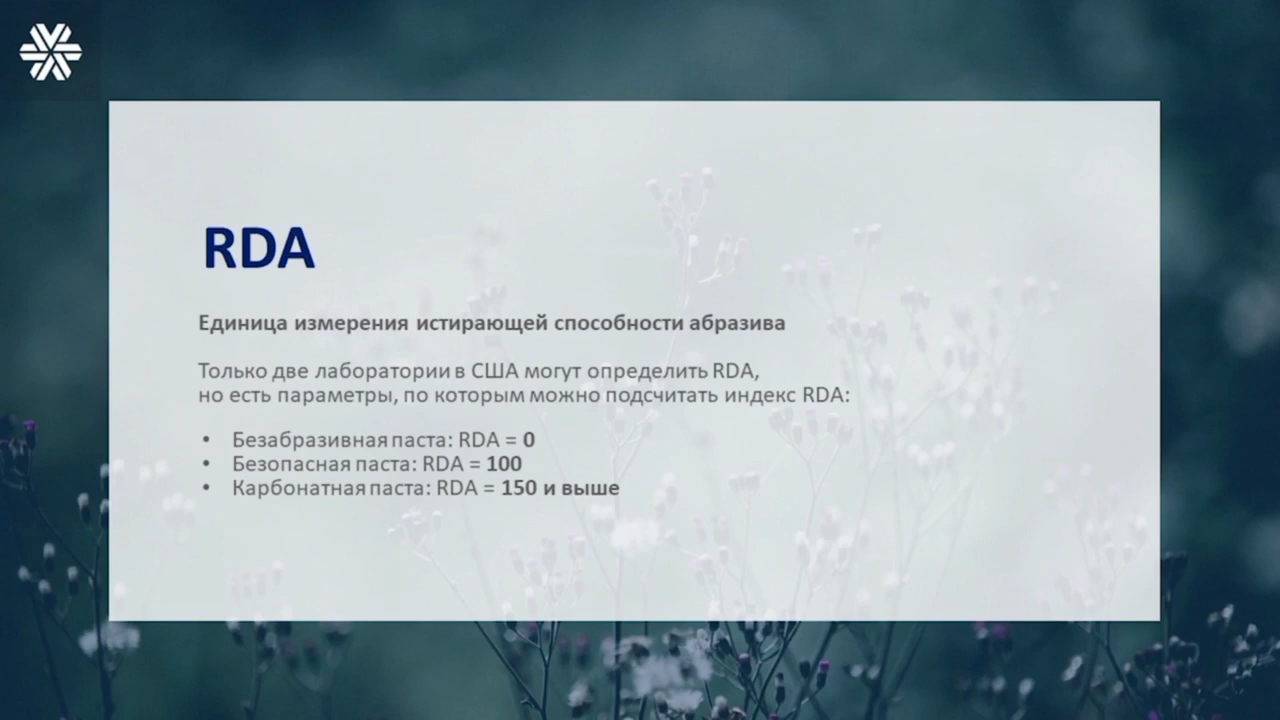 RDA
Единица измерения истирающей способности абразива
Только две лаборатории в США могут определить RDA,
но есть параметры, по которым можно подсчитать индекс RDA:
• Безабразивная паста: RDA = 0
• Безопасная паста: RDA = 100
• Карбонатная паста: RDA = 150 и выше